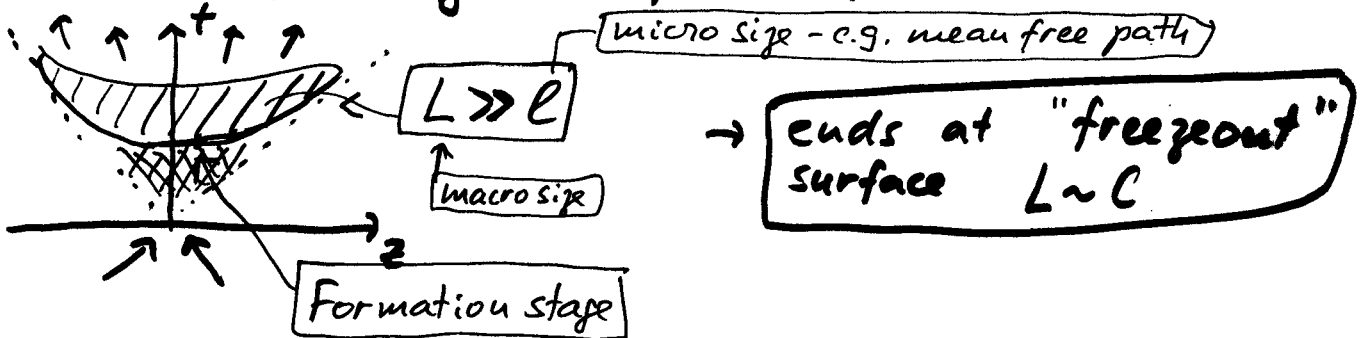 t
micro size - e.g. mean free path
L >> l
macro size
z
Formation stage
→ ends at "freezeout"
surface L ~ l